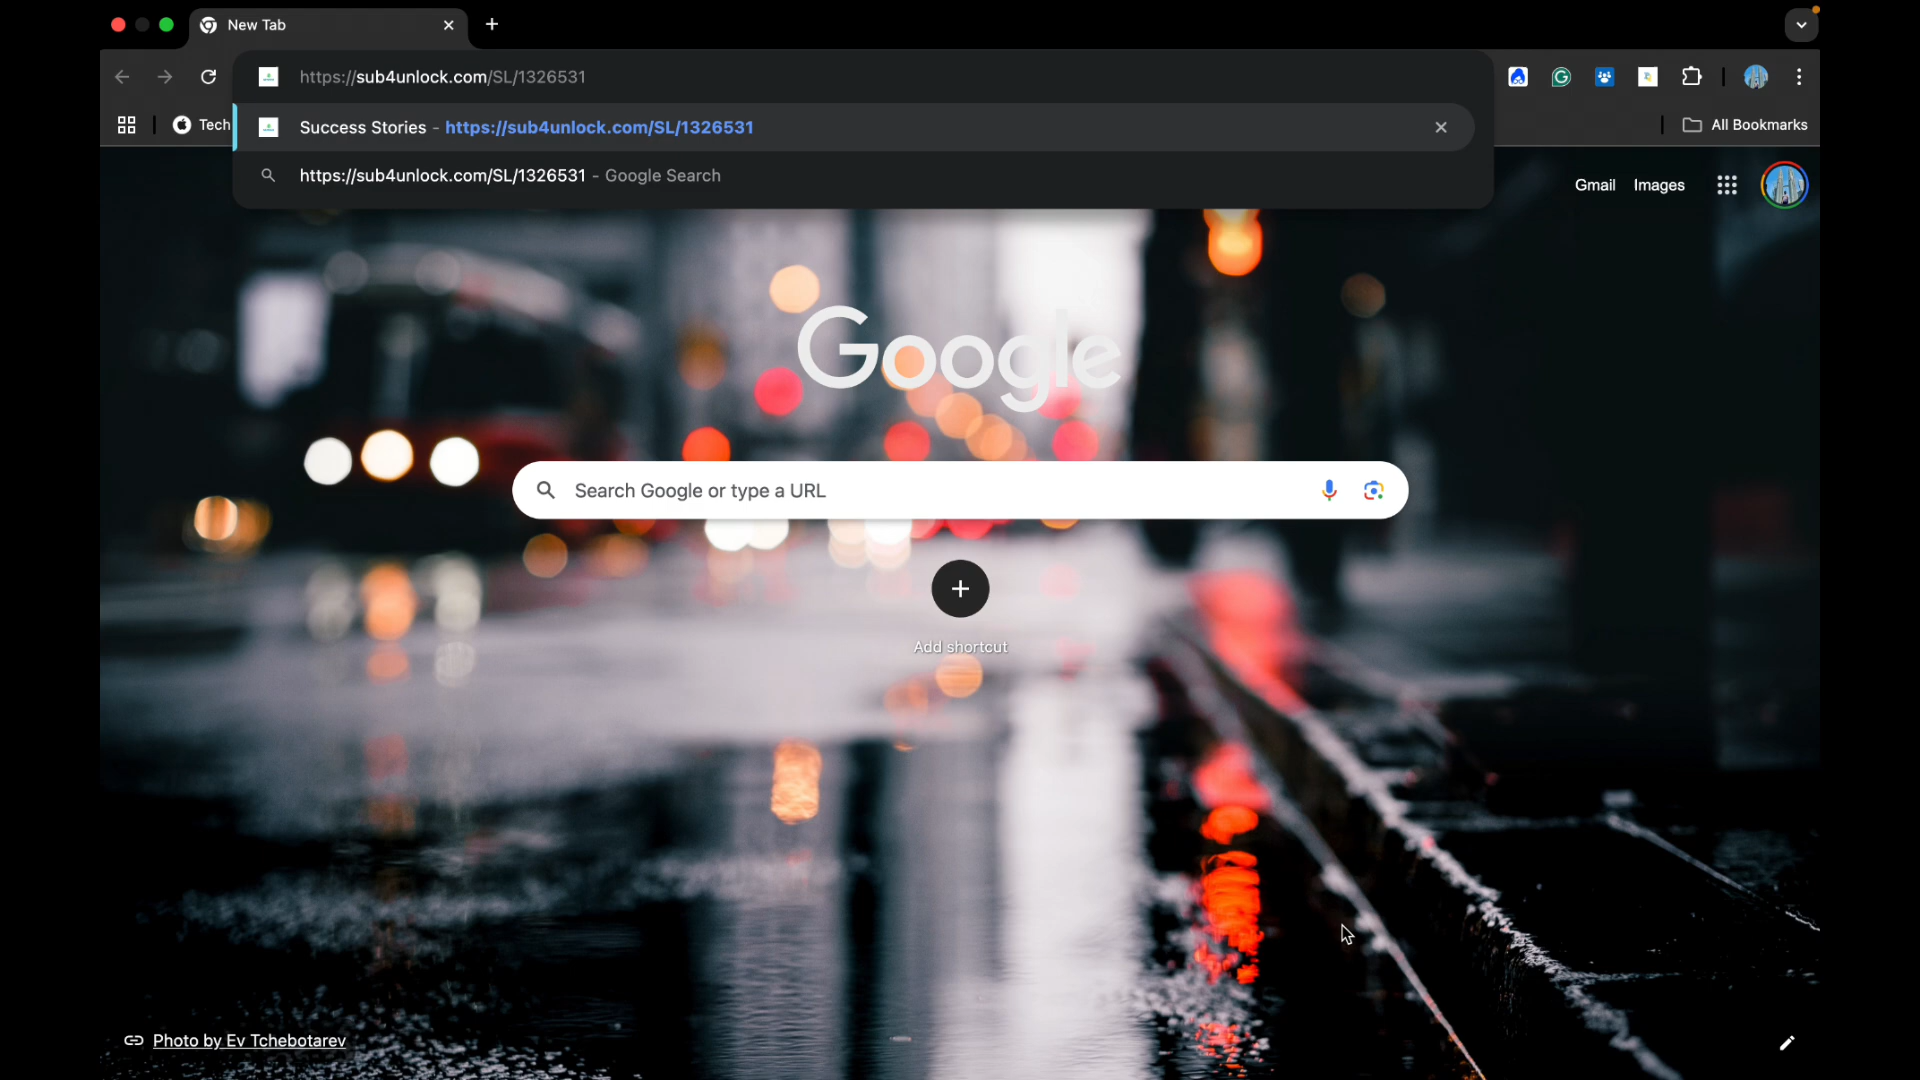 New Tab
https://sub4unlock.com/SL/1326531
Tech
Success Stories - https://sub4unlock.com/SL/1326531
All Bookmarks
https://sub4unlock.com/SL/1326531 - Google Search
Gmail Images
Google
Search Google or type a URL
Add shortcut
Photo by Ev Tchebotarev